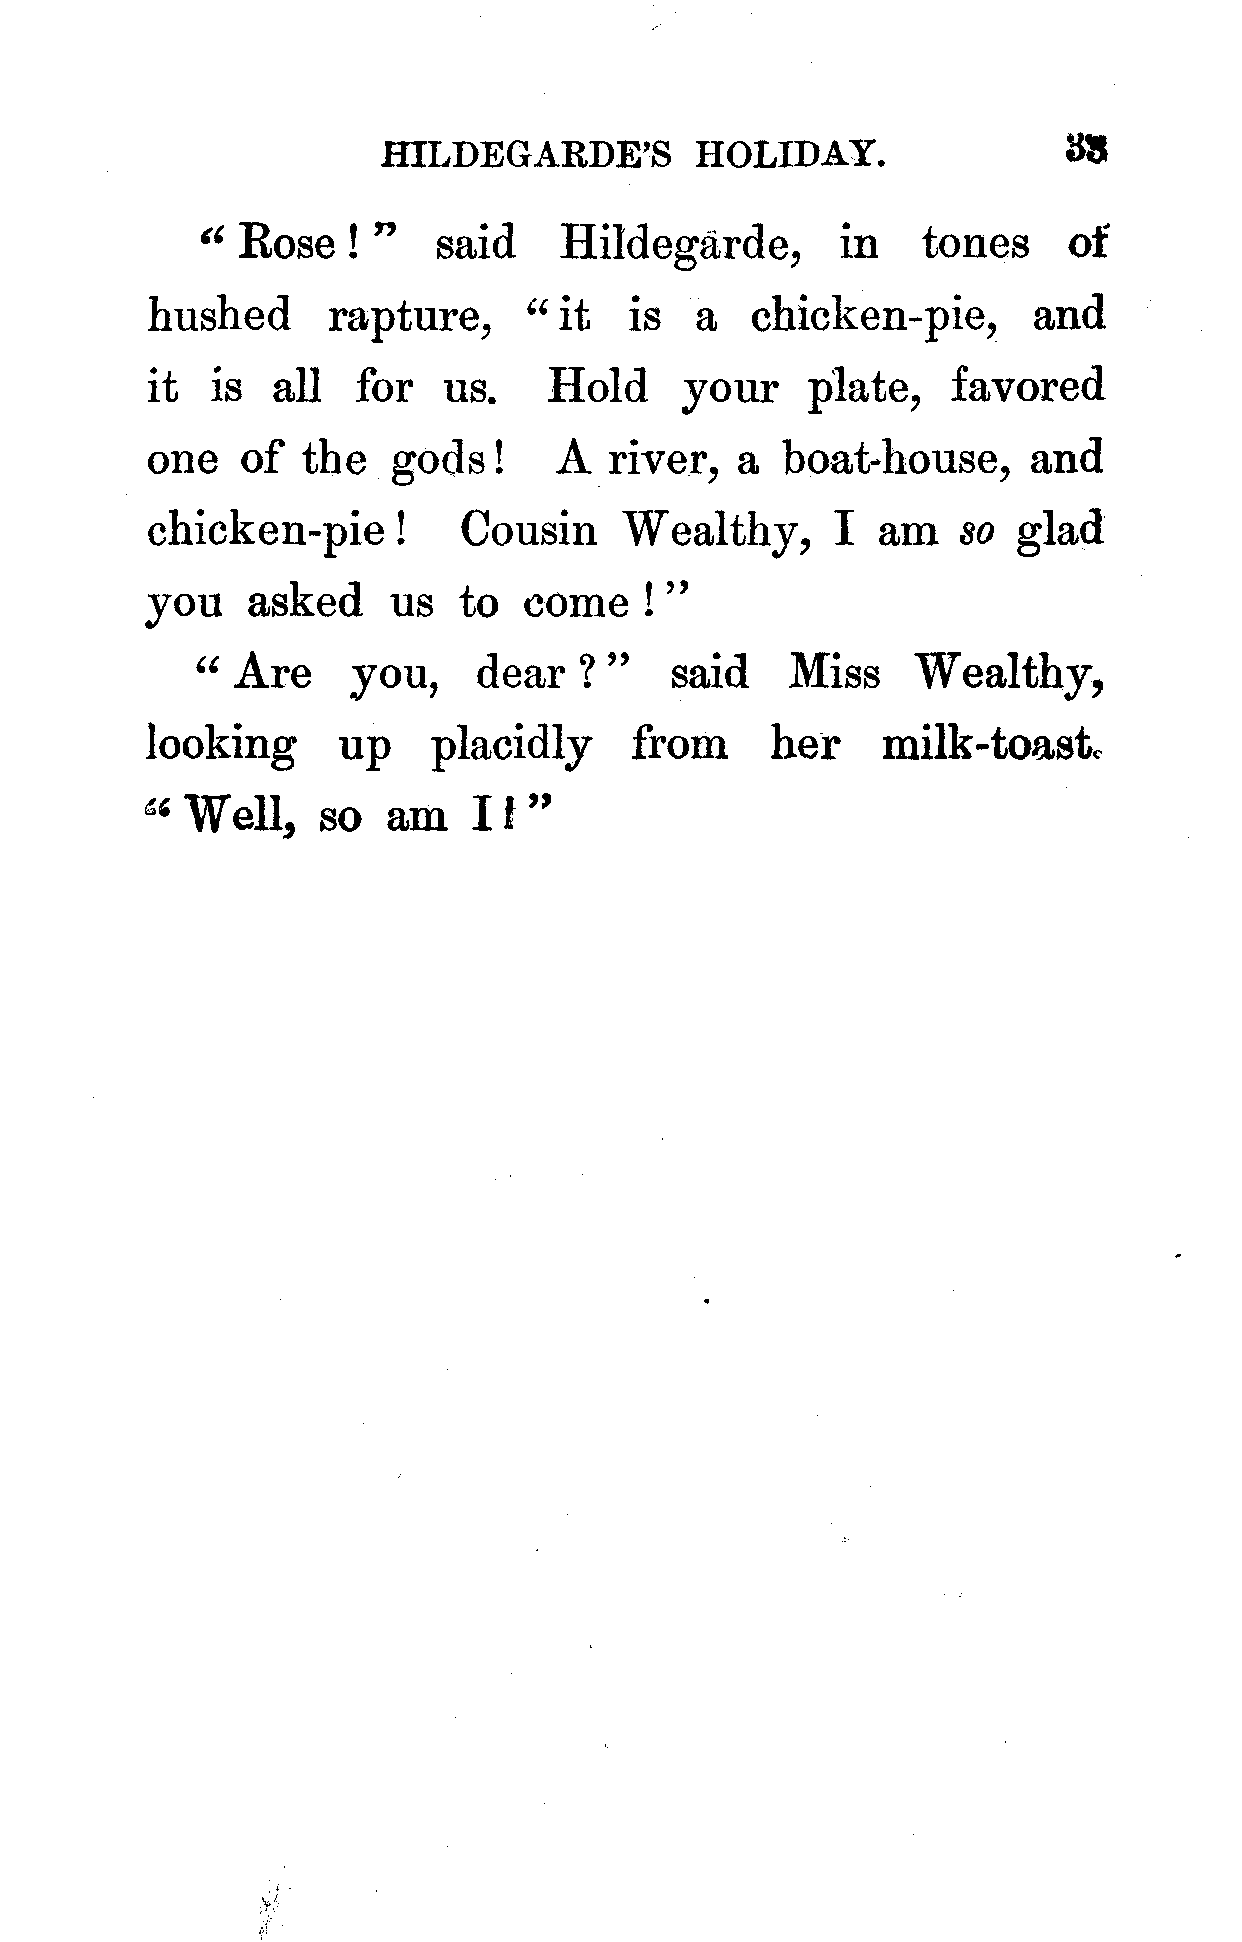 HILDEGARDE'S HOLIDAY. 33
" Rose ! " said Hildegarde, in tones of
hushed rapture, " it is a chicken-pie, and
it is all for us. Hold your plate, favored
one of the gods! A river, a boat-house, and
chicken-pie ! Cousin Wealthy, I am so glad
you asked us to come ! "
" Are you, dear ? " said Miss Wealthy,
looking up placidly from her milk-toast.
" Well, so am I ! "